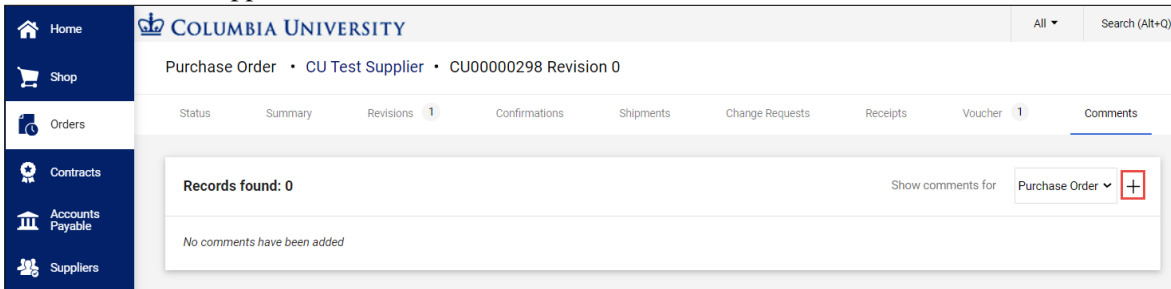 Home
COLUMBIA UNIVERSITY
All
Search (Alt+Q)
Shop
Purchase Order • CU Test Supplier • CU00000298 Revision 0
Orders
Status Summary Revisions 1 Confirmations Shipments Change Requests Receipts Voucher 1 Comments
Contracts
Records found: 0
Show comments for Purchase Order +
Accounts
Payable
No comments have been added
Suppliers